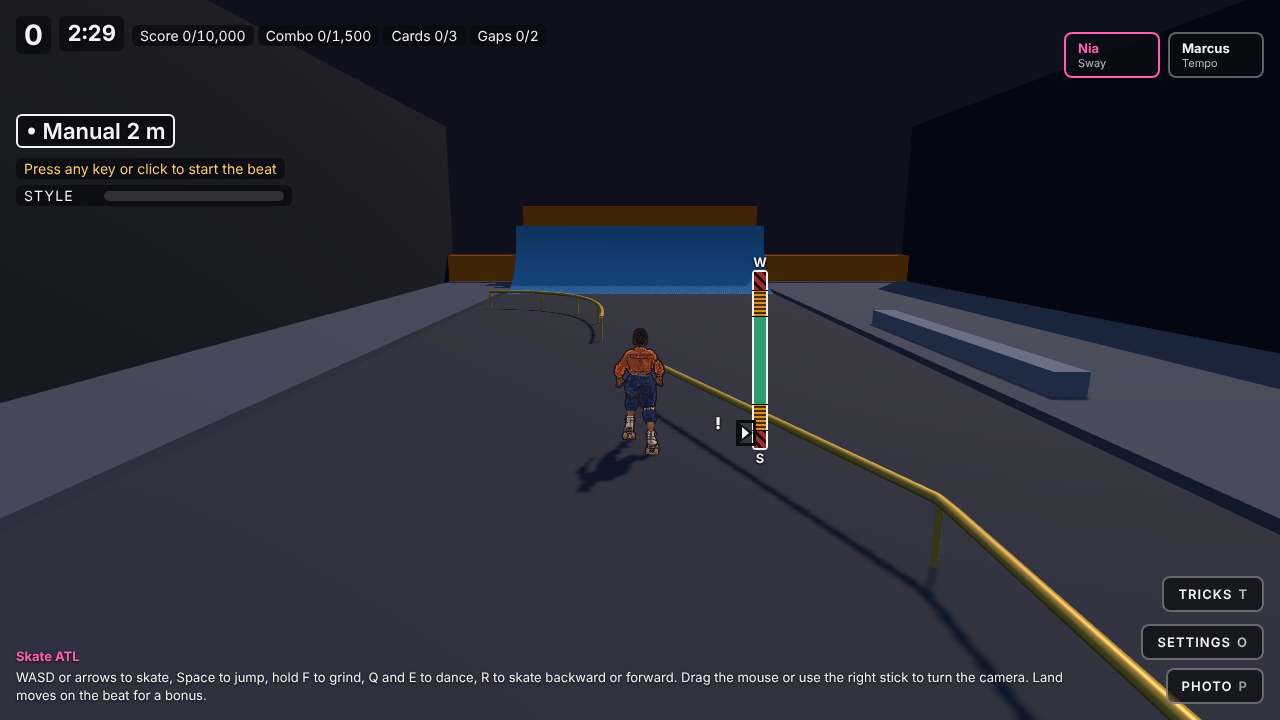 0
2:29
Score 0/10,000
Combo 0/1,500
Cards 0/3
Gaps 0/2
Nia
Sway
Marcus
Tempo
• Manual 2 m
Press any key or click to start the beat
STYLE
W
!
S
TRICKS T
SETTINGS O
PHOTO P
Skate ATL
WASD or arrows to skate, Space to jump, hold F to grind, Q and E to dance, R to skate backward or forward. Drag the mouse or use the right stick to turn the camera. Land
moves on the beat for a bonus.